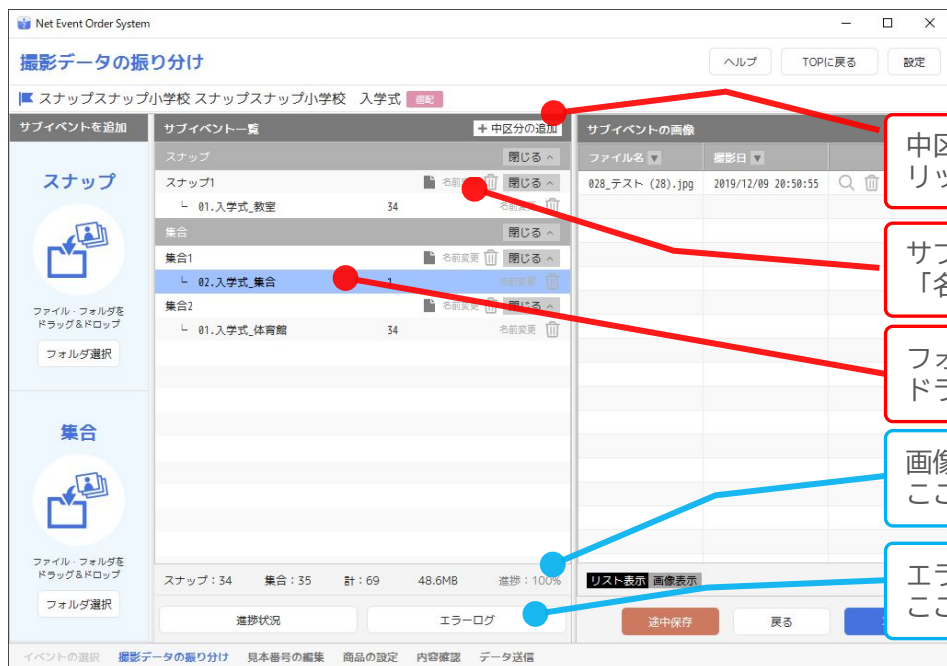 Net Event Order System
撮影データの振り分け
ヘルプ
TOPに戻る
設定
スナップスナップ小学校 スナップスナップ小学校 入学式
サブイベントを追加
スナップ
ファイル・フォルダを
ドラッグ&ドロップ
フォルダ選択
集合
ファイル・フォルダを
ドラッグ&ドロップ
フォルダ選択
サブイベント一覧
+ 中区分の追加
スナップ 閉じる
スナップ1 名前変更 閉じる
└ 01.入学式_教室 34 名前変更
集合 閉じる
集合1 名前変更 閉じる
└ 02.入学式_集合 1 名前変更
集合2 名前変更 閉じる
└ 01.入学式_体育館 34 名前変更
スナップ：34 集合：35 計：69 48.6MB 進捗：100%
進捗状況
エラーログ
サブイベントの画像
ファイル名 ▼ 撮影日 ▼
028_テスト (28).jpg 2019/12/09 20:50:55
リスト表示 画像表示
途中保存
戻る
中区
リッ
サブ
「名
フォ
ドラ
画像
ここ
エラ
ここ
イベントの選択 撮影データの振り分け 見本番号の編集 商品の設定 内容確認 データ送信